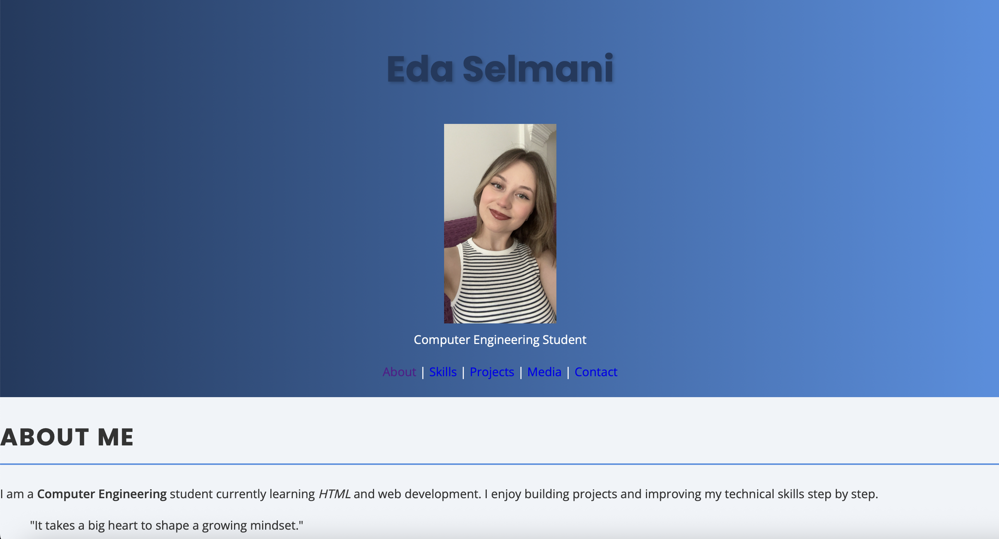 Eda Selmani
Computer Engineering Student
About | Skills | Projects | Media | Contact
ABOUT ME
I am a Computer Engineering student currently learning HTML and web development. I enjoy building projects and improving my technical skills step by step.
"It takes a big heart to shape a growing mindset."